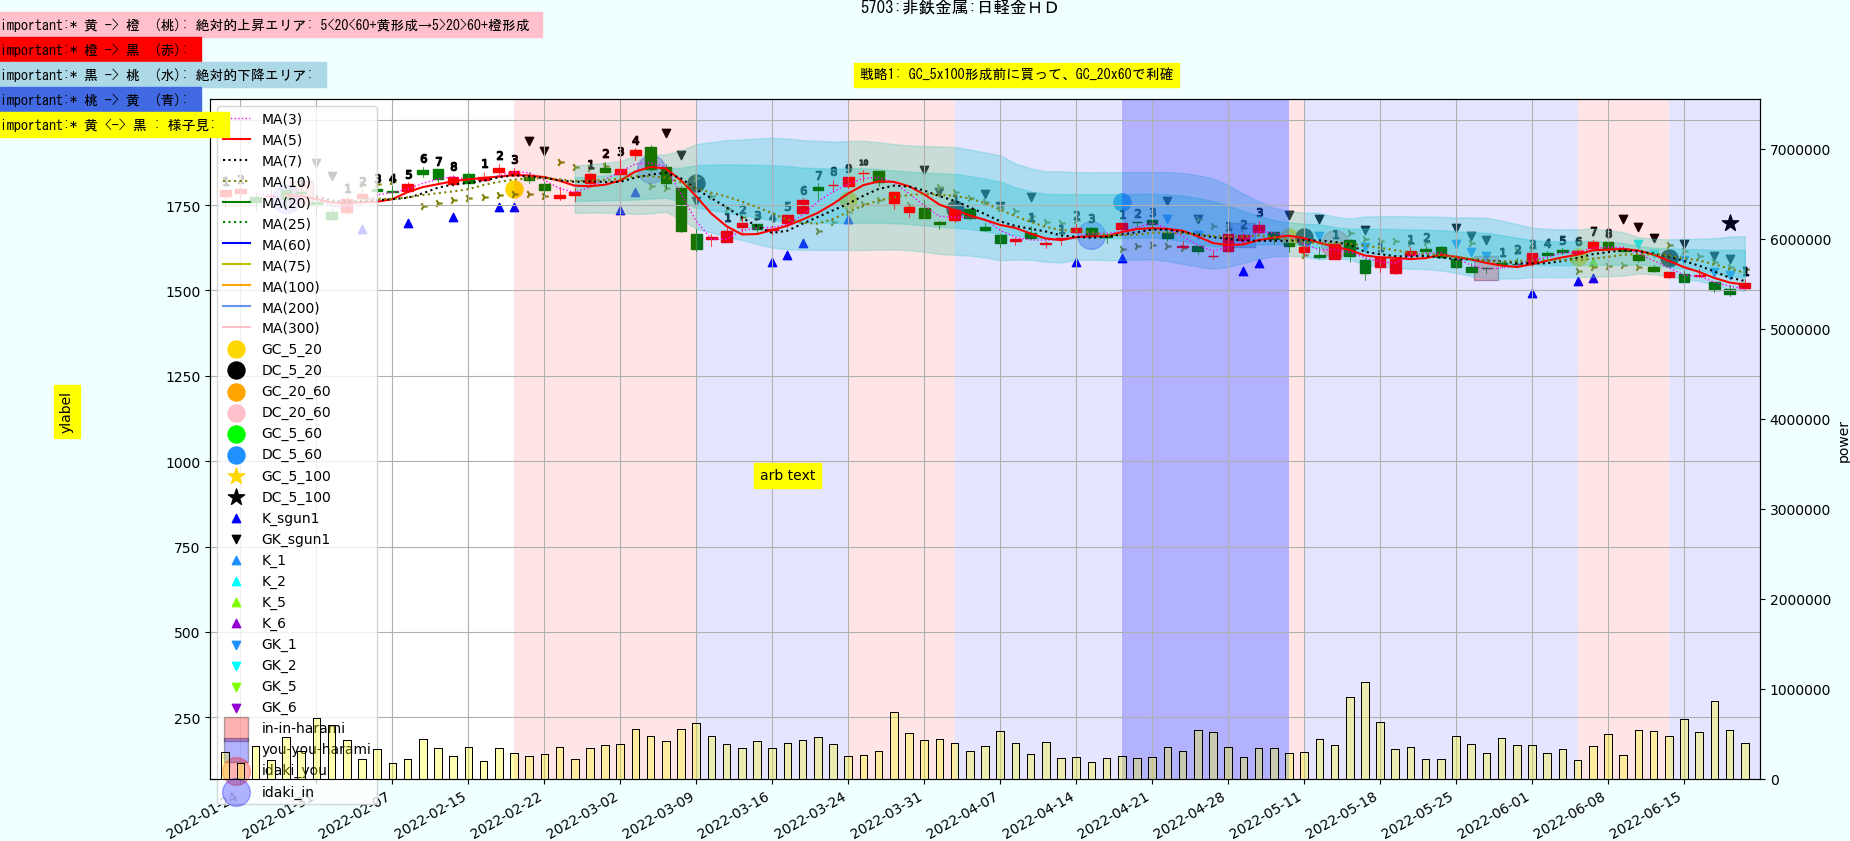 5703:非鉄金属:日軽金ＨＤ
important:* 黄 -> 橙 (桃): 絶対的上昇エリア: 5<20<60+黄形成→5>20>60+橙形成
important:* 橙 -> 黒 (赤):
important:* 黒 -> 桃 (水): 絶対的下降エリア:
戦略1: GC_5x100形成前に買って、GC_20x60で利確
important:* 桃 -> 黄 (青):
important:* 黄 <-> 黒 : 様子見:
MA(3)
MA(5)
MA(7)
MA(10)
MA(20)
MA(25)
MA(60)
MA(75)
MA(100)
MA(200)
MA(300)
GC_5_20
DC_5_20
GC_20_60
DC_20_60
GC_5_60
DC_5_60
GC_5_100
DC_5_100
K_sgun1
GK_sgun1
K_1
K_2
K_5
K_6
GK_1
GK_2
GK_5
GK_6
in-in-harami
you-you-harami
idaki_you
idaki_in
1750
1500
1250
1000
750
500
250
ylabel
arb text
7000000
6000000
5000000
4000000
3000000
2000000
1000000
0
power
2022-01-24
2022-01-31
2022-02-07
2022-02-15
2022-02-22
2022-03-02
2022-03-09
2022-03-16
2022-03-24
2022-03-31
2022-04-07
2022-04-14
2022-04-21
2022-04-28
2022-05-11
2022-05-18
2022-05-25
2022-06-01
2022-06-08
2022-06-15